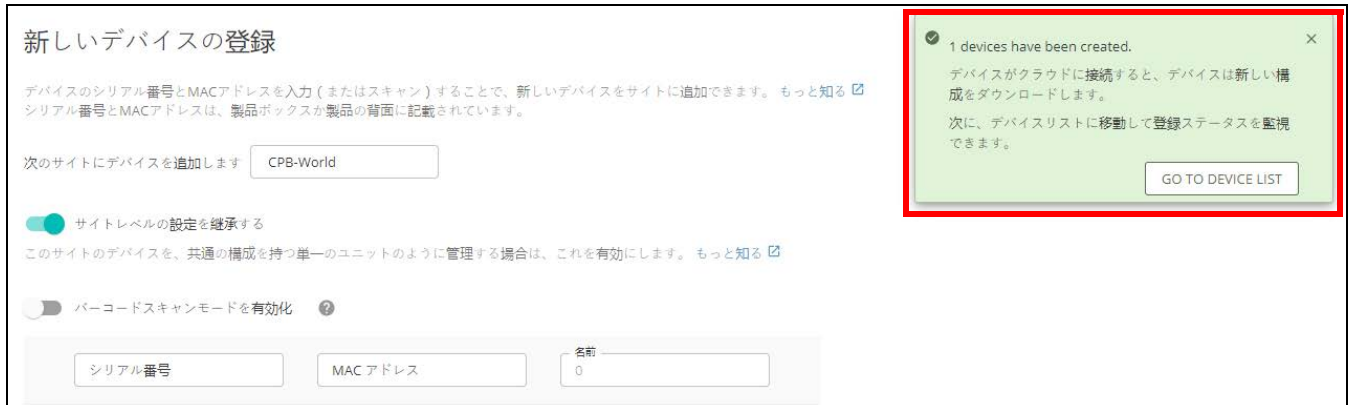 新しいデバイスの登録
デバイスのシリアル番号とMACアドレスを入力 ( またはスキャン ) することで、新しいデバイスをサイトに追加できます。 もっと知る
シリアル番号とMACアドレスは、製品ボックスか製品の背面に記載されています。
次のサイトにデバイスを追加します CPB-World
サイトレベルの設定を継承する
このサイトのデバイスを、共通の構成を持つ単一のユニットのように管理する場合は、これを有効にします。 もっと知る
バーコードスキャンモードを有効化 ?
シリアル番号 MAC アドレス 名前
0
1 devices have been created. ×
デバイスがクラウドに接続すると、デバイスは新しい構
成をダウンロードします。
次に、デバイスリストに移動して登録ステータスを監視
できます。
GO TO DEVICE LIST